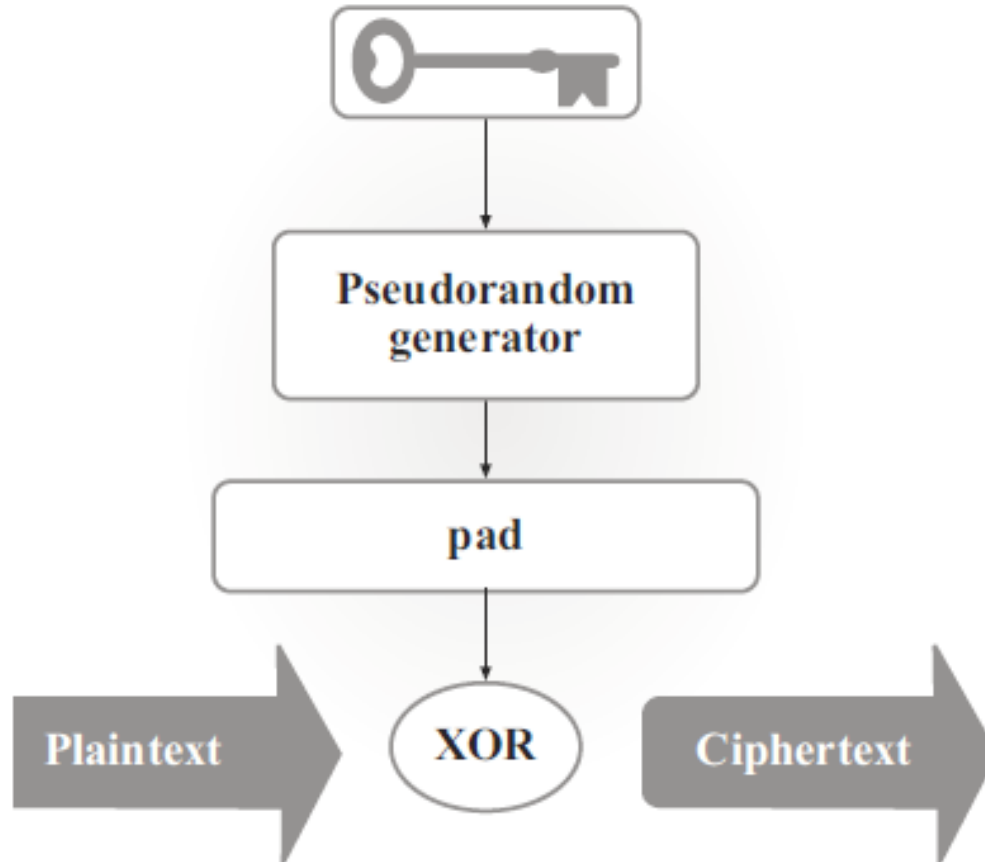 Pseudorandom
generator
pad
Plaintext
XOR
Ciphertext